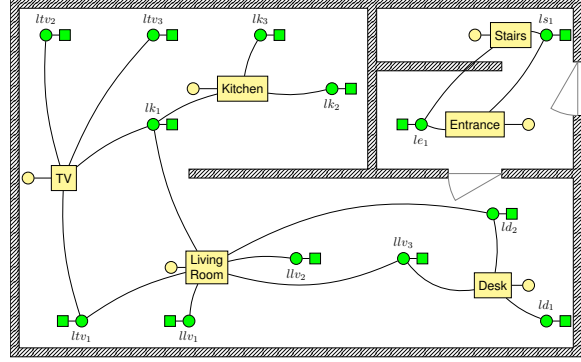 ltv2 ltv3 lk3 ls1
Stairs
Kitchen
lk2
lk1
Entrance
le1
TV
ld2
Living
Room
llv3
llv2
Desk
ltv1 llv1 ld1